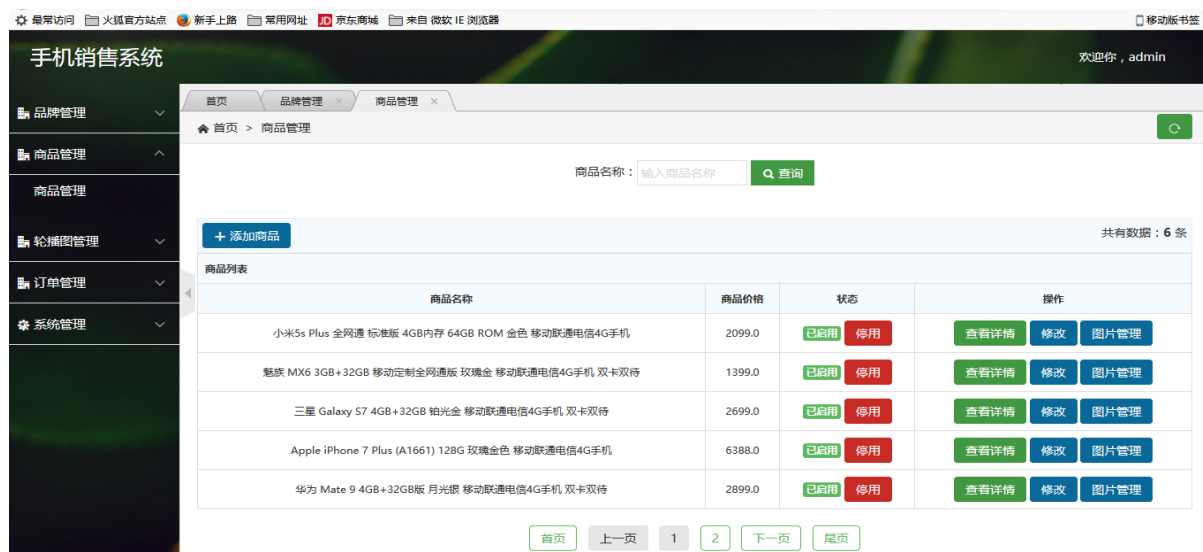 最常访问 火狐官方站点 新手上路 常用网址 JD 京东商城 来自 微软 IE 浏览器 移动版书签
手机销售系统 欢迎你，admin
首页 品牌管理 × 商品管理 ×
品牌管理
首页 > 商品管理
商品管理
商品名称： 输入商品名称 查询
商品管理
轮播图管理
+ 添加商品 共有数据：6 条
商品列表
订单管理
商品名称 商品价格 状态 操作
系统管理
小米5s Plus 全网通 标准版 4GB内存 64GB ROM 金色 移动联通电信4G手机 2099.0 已启用 停用 查看详情 修改 图片管理
魅族 MX6 3GB+32GB 移动定制全网通版 玫瑰金 移动联通电信4G手机 双卡双待 1399.0 已启用 停用 查看详情 修改 图片管理
三星 Galaxy S7 4GB+32GB 铂光金 移动联通电信4G手机 双卡双待 2699.0 已启用 停用 查看详情 修改 图片管理
Apple iPhone 7 Plus (A1661) 128G 玫瑰金色 移动联通电信4G手机 6388.0 已启用 停用 查看详情 修改 图片管理
华为 Mate 9 4GB+32GB版 月光银 移动联通电信4G手机 双卡双待 2899.0 已启用 停用 查看详情 修改 图片管理
首页 上一页 1 2 下一页 尾页